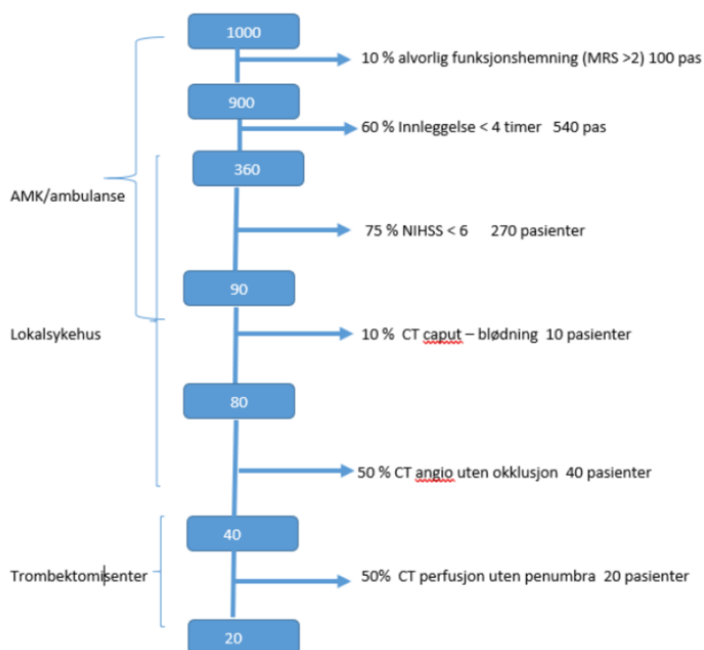 1000
10 % alvorlig funksjonshemning (MRS >2) 100 pas
900
60 % Innleggelse < 4 timer 540 pas
360
AMK/ambulanse
75 % NIHSS < 6 270 pasienter
90
Lokalsykehus
10 % CT caput – blødning 10 pasienter
80
50 % CT angio uten okklusjon 40 pasienter
40
Trombektomisenter
50% CT perfusjon uten penumbra 20 pasienter
20